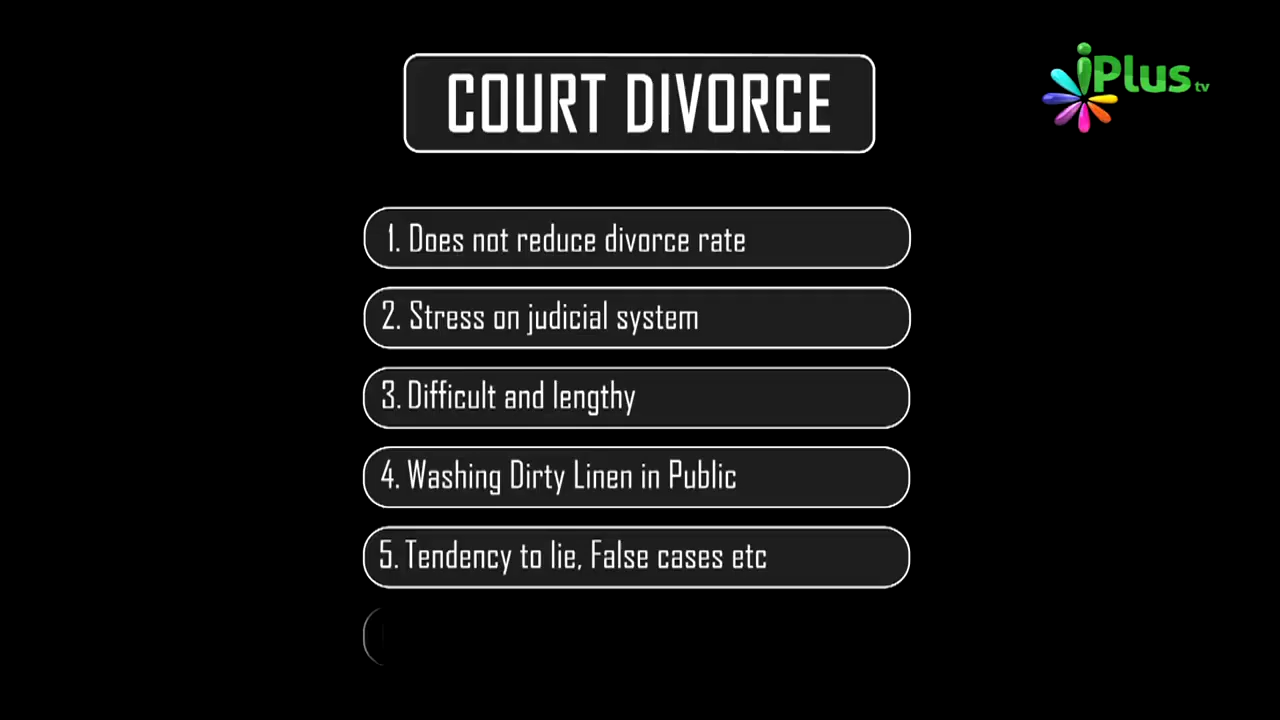 COURT DIVORCE
iPlus tv
1. Does not reduce divorce rate
2. Stress on judicial system
3. Difficult and lengthy
4. Washing Dirty Linen in Public
5. Tendency to lie, False cases etc